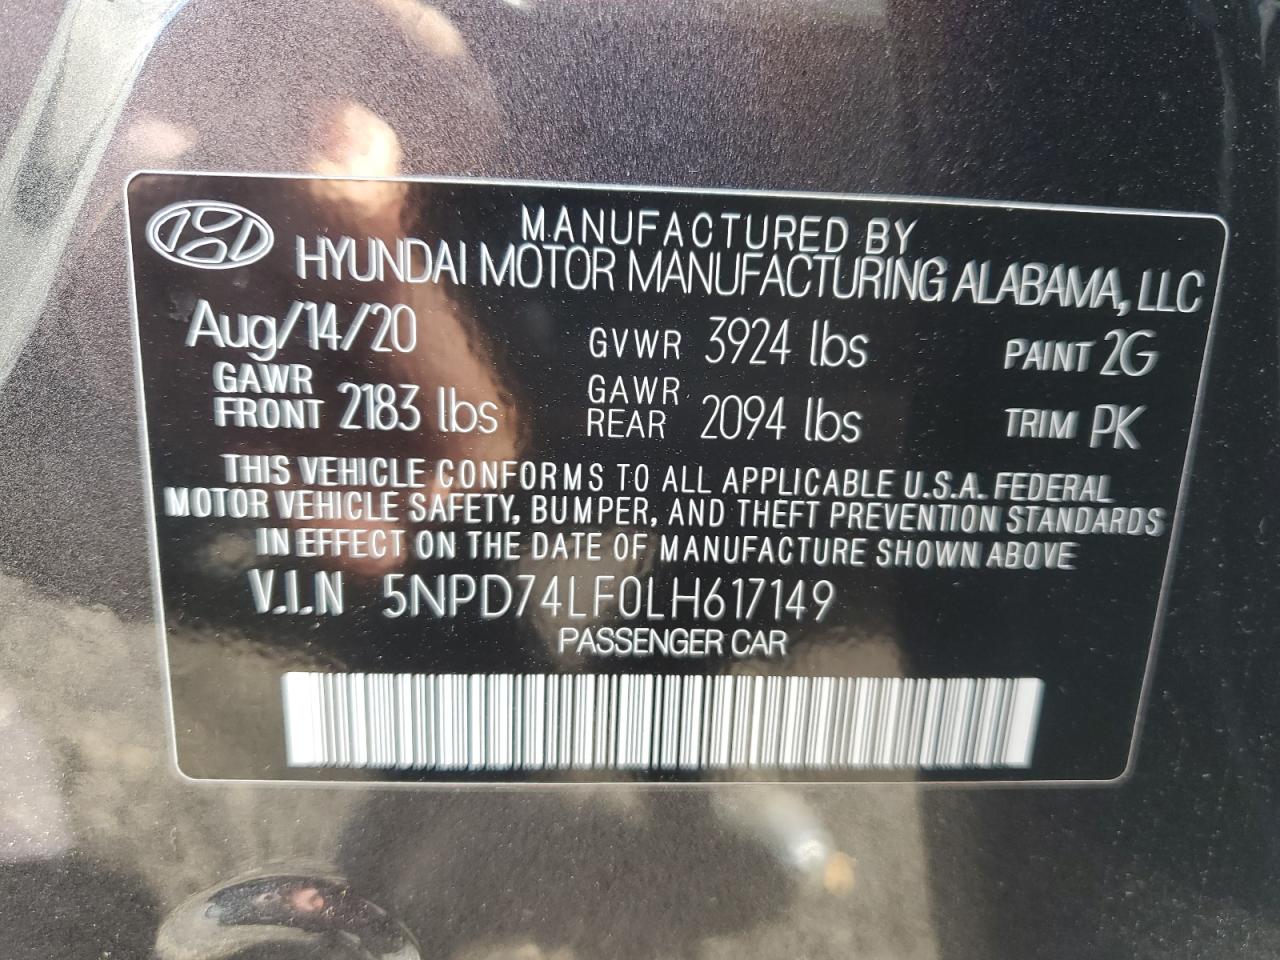 MANUFACTURED BY
HYUNDAI MOTOR MANUFACTURING ALABAMA, LLC
Aug/14/20 GVWR 3924 lbs PAINT 2G
GAWR FRONT 2183 lbs GAWR REAR 2094 lbs TRIM PK
THIS VEHICLE CONFORMS TO ALL APPLICABLE U.S.A. FEDERAL
MOTOR VEHICLE SAFETY, BUMPER, AND THEFT PREVENTION STANDARDS
IN EFFECT ON THE DATE OF MANUFACTURE SHOWN ABOVE
V.I.N 5NPD74LF0LH617149
PASSENGER CAR